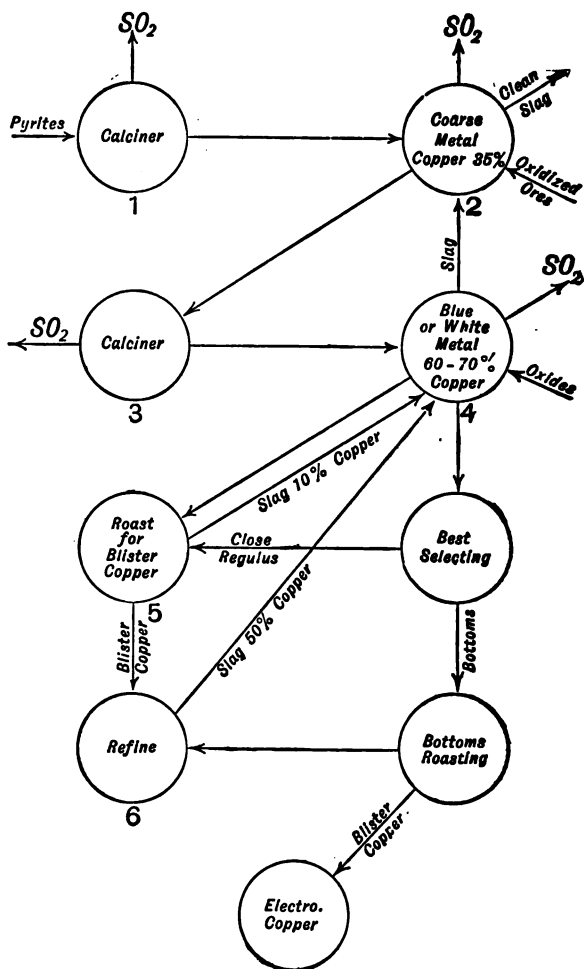 SO2
SO2
Clean
Slag
Pyrites
Calciner
1
Coarse
Metal
Copper 35%
2
Oxidized
Ores
Slag
SO2
SO2
Calciner
3
Blue
or White
Metal
60-70%
Copper
4
Oxides
Slag 10% Copper
Roast
for
Blister
Copper
5
Close
Regulus
Best
Selecting
Slag 50% Copper
Blister
Copper
Bottoms
Refine
6
Bottoms
Roasting
Blister
Copper
Electro.
Copper